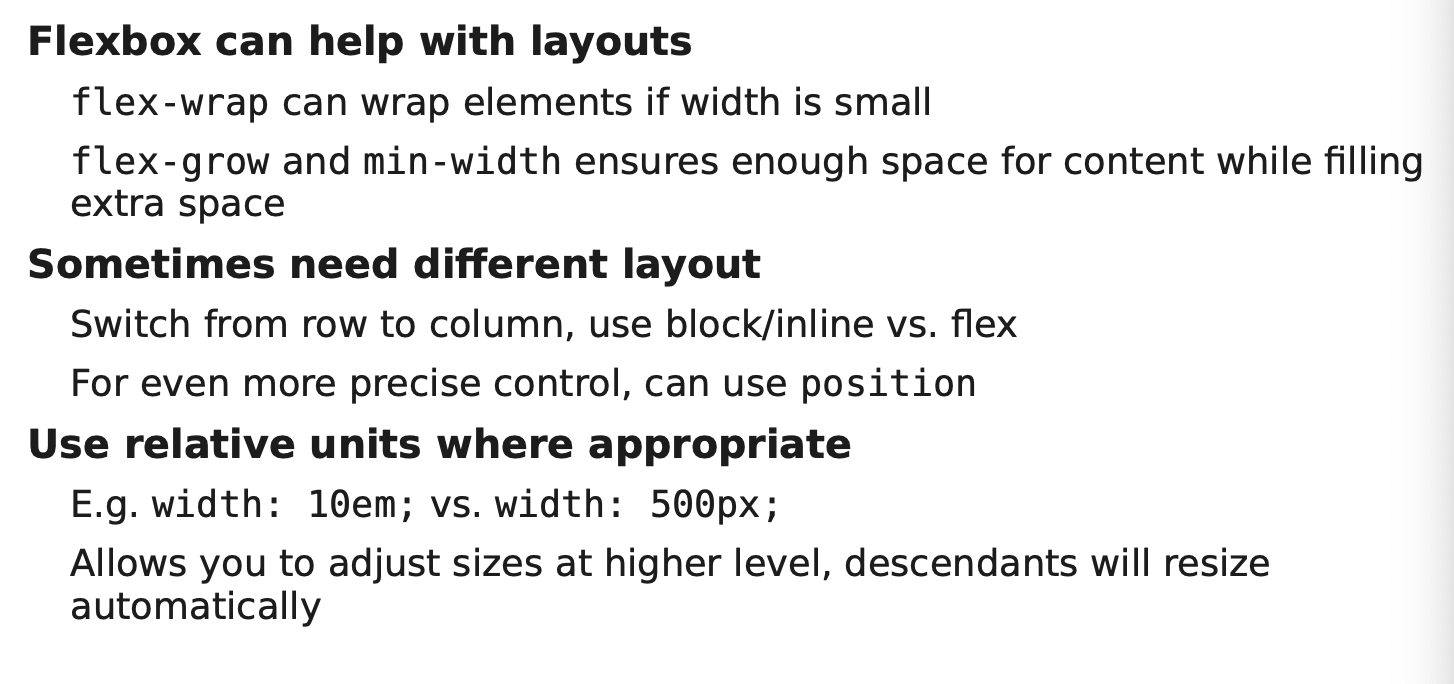 Flexbox can help with layouts
flex-wrap can wrap elements if width is small
flex-grow and min-width ensures enough space for content while filling
extra space
Sometimes need different layout
Switch from row to column, use block/inline vs. flex
For even more precise control, can use position
Use relative units where appropriate
E.g. width: 10em; vs. width: 500px;
Allows you to adjust sizes at higher level, descendants will resize
automatically